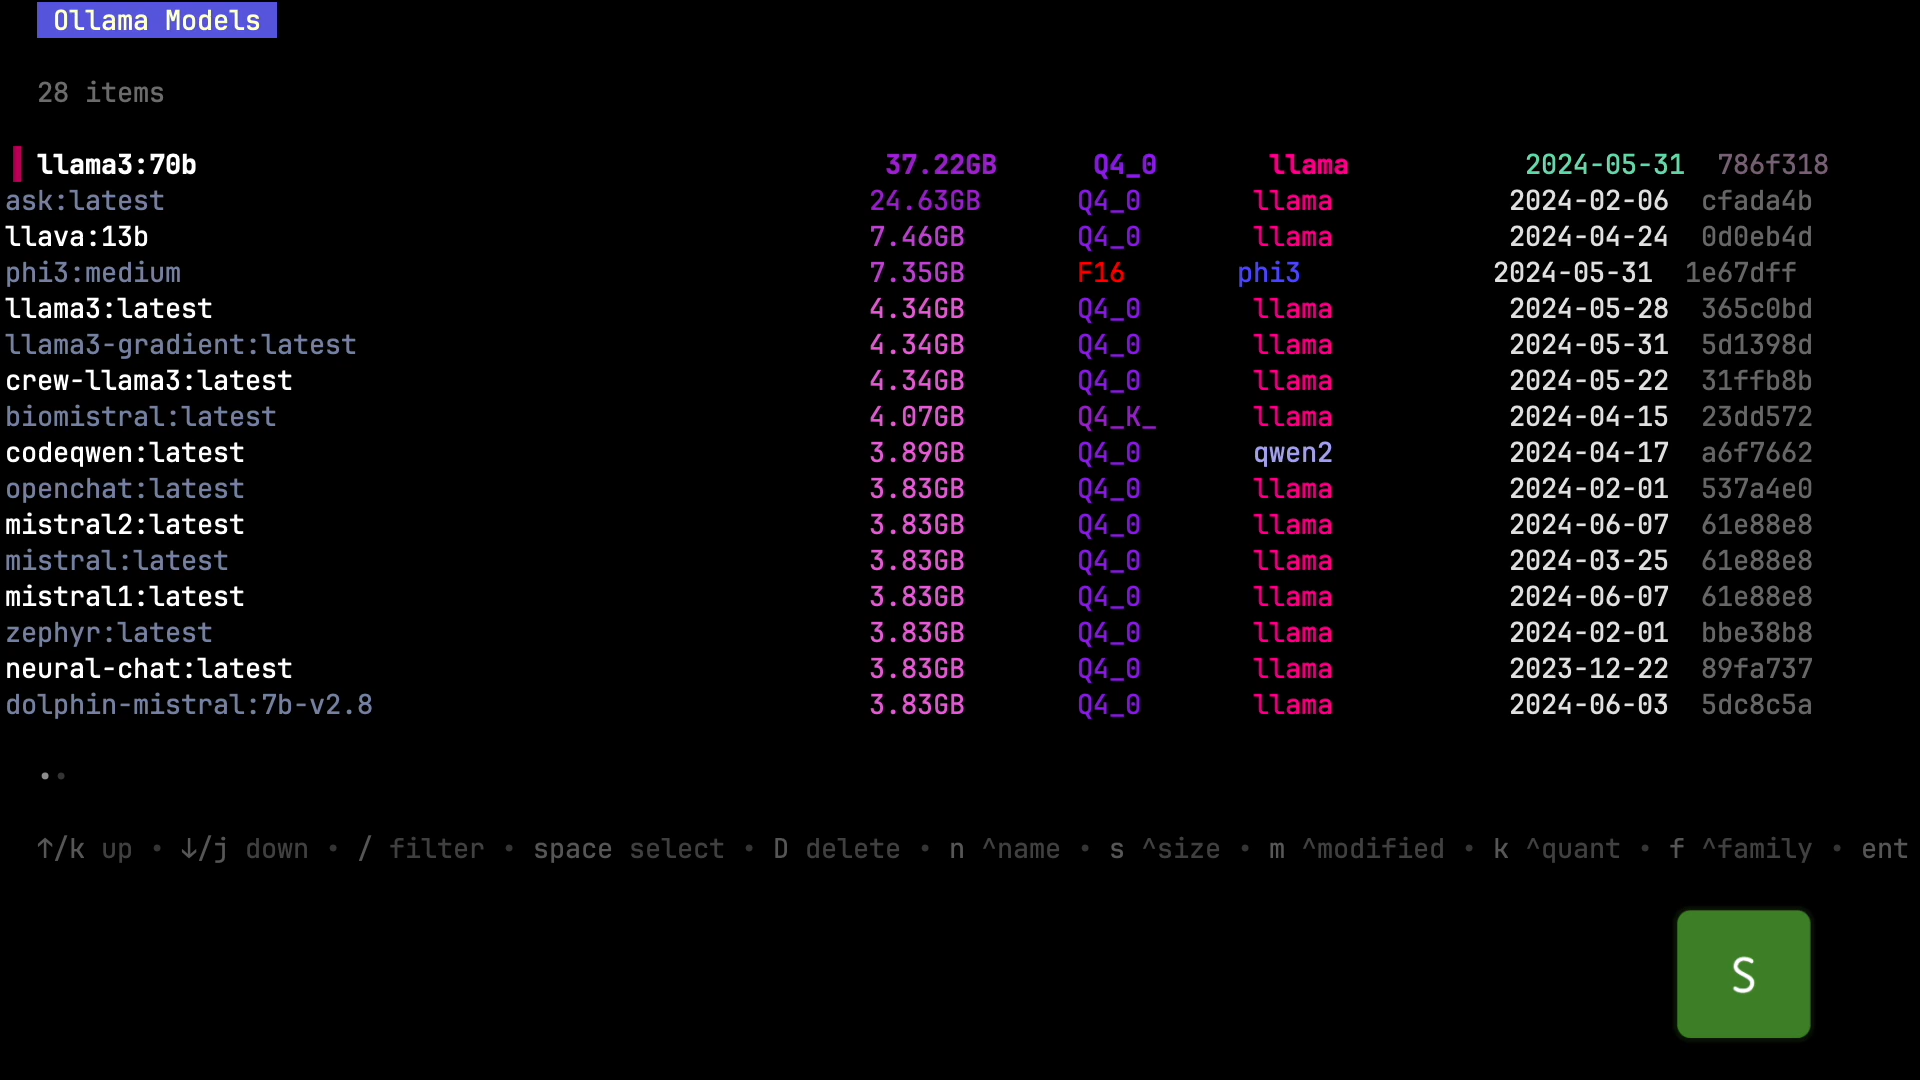 Ollama Models
28 items
llama3:70b 37.22GB Q4_0 llama 2024-05-31 786f318
ask:latest 24.63GB Q4_0 llama 2024-02-06 cfada4b
llava:13b 7.46GB Q4_0 llama 2024-04-24 0d0eb4d
phi3:medium 7.35GB F16 phi3 2024-05-31 1e67dff
llama3:latest 4.34GB Q4_0 llama 2024-05-28 365c0bd
llama3-gradient:latest 4.34GB Q4_0 llama 2024-05-31 5d1398d
crew-llama3:latest 4.34GB Q4_0 llama 2024-05-22 31ffb8b
biomistral:latest 4.07GB Q4_K_ llama 2024-04-15 23dd572
codeqwen:latest 3.89GB Q4_0 qwen2 2024-04-17 a6f7662
openchat:latest 3.83GB Q4_0 llama 2024-02-01 537a4e0
mistral2:latest 3.83GB Q4_0 llama 2024-06-07 61e88e8
mistral:latest 3.83GB Q4_0 llama 2024-03-25 61e88e8
mistral1:latest 3.83GB Q4_0 llama 2024-06-07 61e88e8
zephyr:latest 3.83GB Q4_0 llama 2024-02-01 bbe38b8
neural-chat:latest 3.83GB Q4_0 llama 2023-12-22 89fa737
dolphin-mistral:7b-v2.8 3.83GB Q4_0 llama 2024-06-03 5dc8c5a
••
↑/k up • ↓/j down • / filter • space select • D delete • n ^name • s ^size • m ^modified • k ^quant • f ^family • ent
S